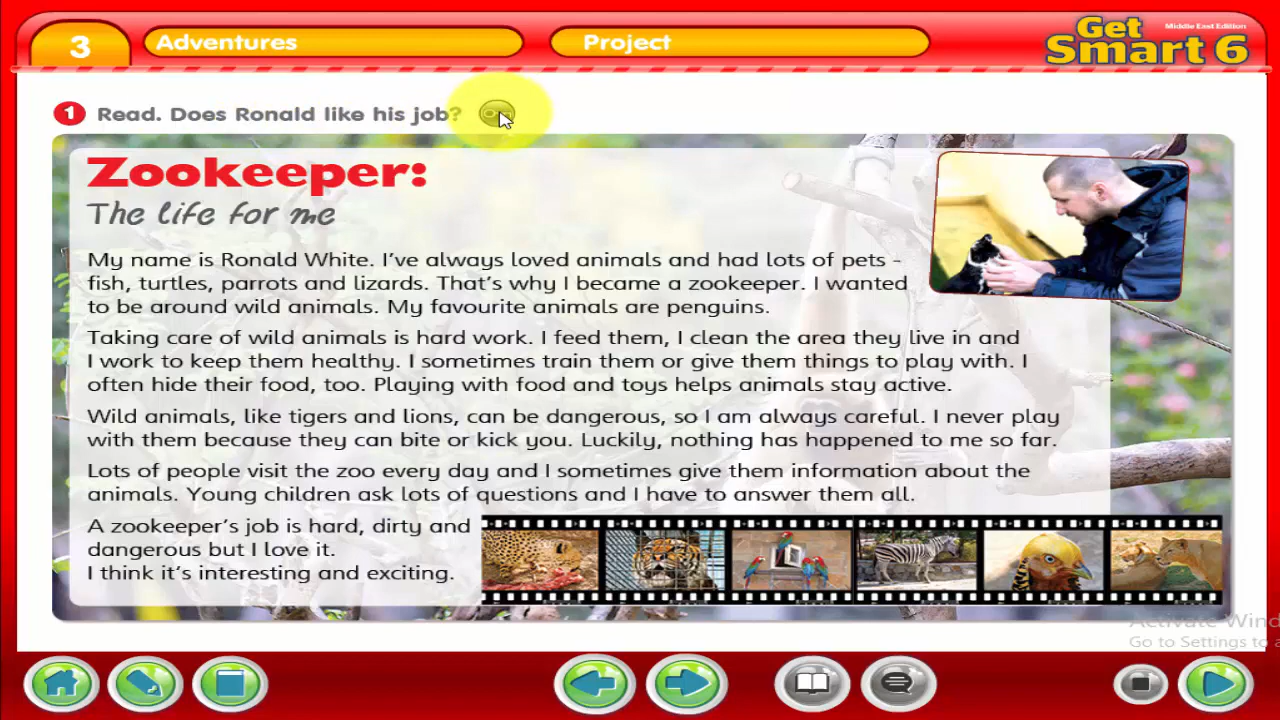 3
Adventures
Project
Get
Middle East Edition
Smart 6
1 Read. Does Ronald like his job?
Zookeeper:
The life for me
My name is Ronald White. I've always loved animals and had lots of pets -
fish, turtles, parrots and lizards. That's why I became a zookeeper. I wanted
to be around wild animals. My favourite animals are penguins.
Taking care of wild animals is hard work. I feed them, I clean the area they live in and
I work to keep them healthy. I sometimes train them or give them things to play with. I
often hide their food, too. Playing with food and toys helps animals stay active.
Wild animals, like tigers and lions, can be dangerous, so I am always careful. I never play
with them because they can bite or kick you. Luckily, nothing has happened to me so far.
Lots of people visit the zoo every day and I sometimes give them information about the
animals. Young children ask lots of questions and I have to answer them all.
A zookeeper's job is hard, dirty and
dangerous but I love it.
I think it's interesting and exciting.
Activate Wind
Go to Settings to a